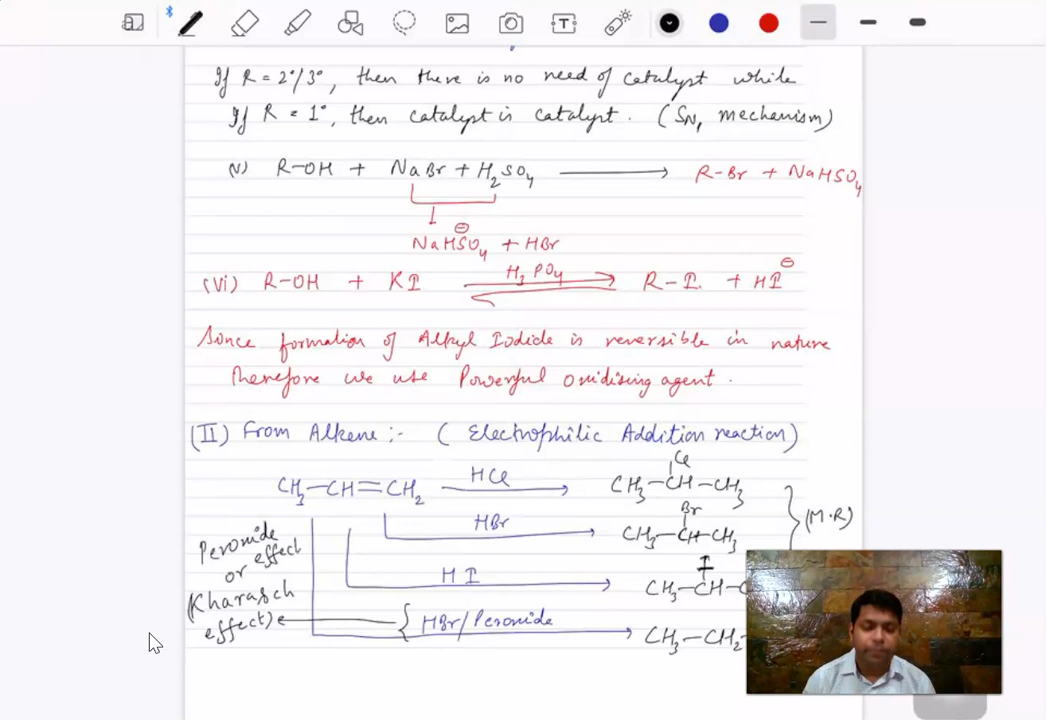 If R = 2°/3°, then there is no need of catalyst while
If R = 1°, then catalyst is catalyst. (SN1 mechanism)
(V) R-OH + NaBr + H2SO4 ⟶ R-Br + NaHSO4
NaHSO4⊖ + HBr
(Vi) R-OH + KI H3PO4 ⇌ R-I. + HI⊖
Since formation of Alkyl Iodide is reversible in nature
therefore we use Powerful Oxidising agent.
(II) From Alkene:- (Electrophilic Addition reaction)
Cl
CH3-CH=CH2 HCl ⟶ CH3-CH-CH3
Br
HBr ⟶ CH3-CH-CH3 } (M.R)
I
HI ⟶ CH3-CH-C
Peroxide effect
or
(Kharasch effect)
{ HBr/Peroxide ⟶ CH3-CH2-
T